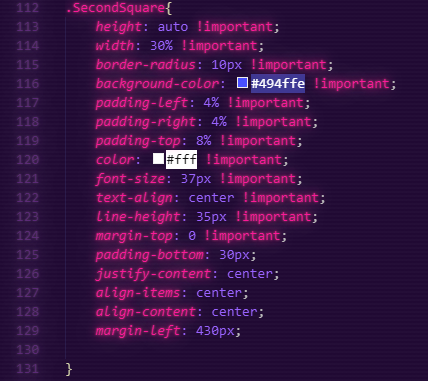 112 .SecondSquare{
113 height: auto !important;
114 width: 30% !important;
115 border-radius: 10px !important;
116 background-color: #494ffe !important;
117 padding-left: 4% !important;
118 padding-right: 4% !important;
119 padding-top: 8% !important;
120 color: #fff !important;
121 font-size: 37px !important;
122 text-align: center !important;
123 line-height: 35px !important;
124 margin-top: 0 !important;
125 padding-bottom: 30px;
126 justify-content: center;
127 align-items: center;
128 align-content: center;
129 margin-left: 430px;
130
131 }